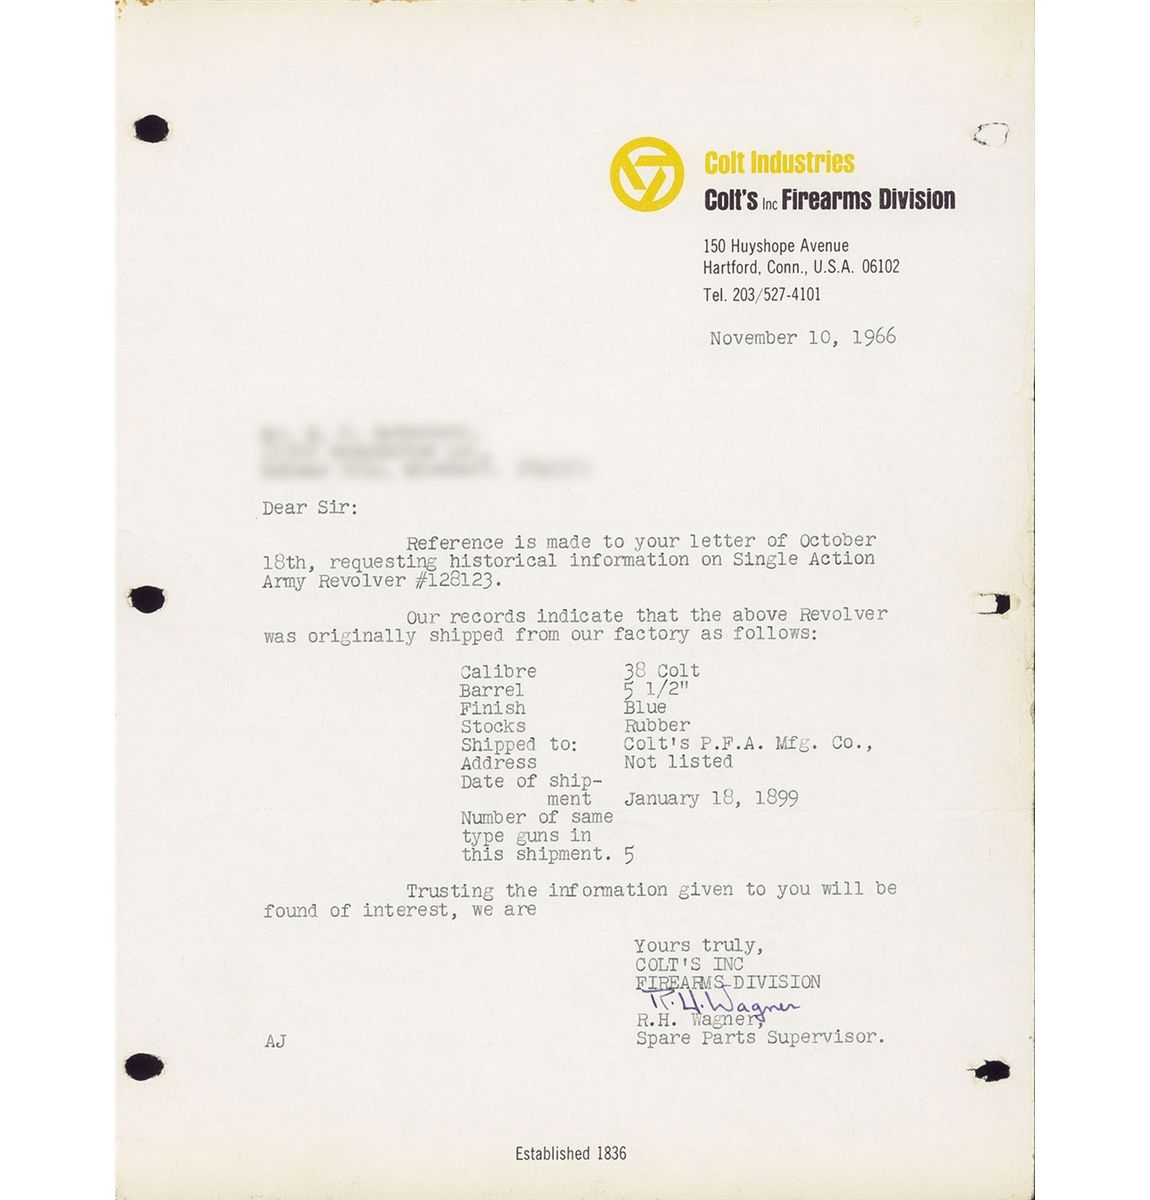 Colt Industries
Colt's Inc Firearms Division
150 Huyshope Avenue
Hartford, Conn., U.S.A. 06102
Tel. 203/527-4101
November 10, 1966
Dear Sir:
Reference is made to your letter of October
18th, requesting historical information on Single Action
Army Revolver #128123.
Our records indicate that the above Revolver
was originally shipped from our factory as follows:
Calibre 38 Colt
Barrel 5 1/2"
Finish Blue
Stocks Rubber
Shipped to: Colt's P.F.A. Mfg. Co.,
Address Not listed
Date of ship-
ment January 18, 1899
Number of same
type guns in
this shipment. 5
Trusting the information given to you will be
found of interest, we are
Yours truly,
COLT'S INC
FIREARMS DIVISION
R.H. Wagner
R.H. Wagner,
AJ Spare Parts Supervisor.
Established 1836